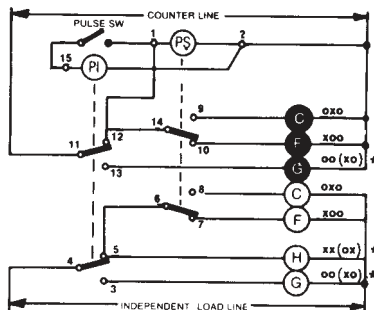 COUNTER LINE
PULSE SW
1
PS
2
15
PI
9
C
OXO
14
12
11
10
F
XOO
13
G
OO(XO) *
8
C
OXO
6
7
F
XOO
5
H
XX(OX) *
4
3
G
OO(XO) *
INDEPENDENT LOAD LINE